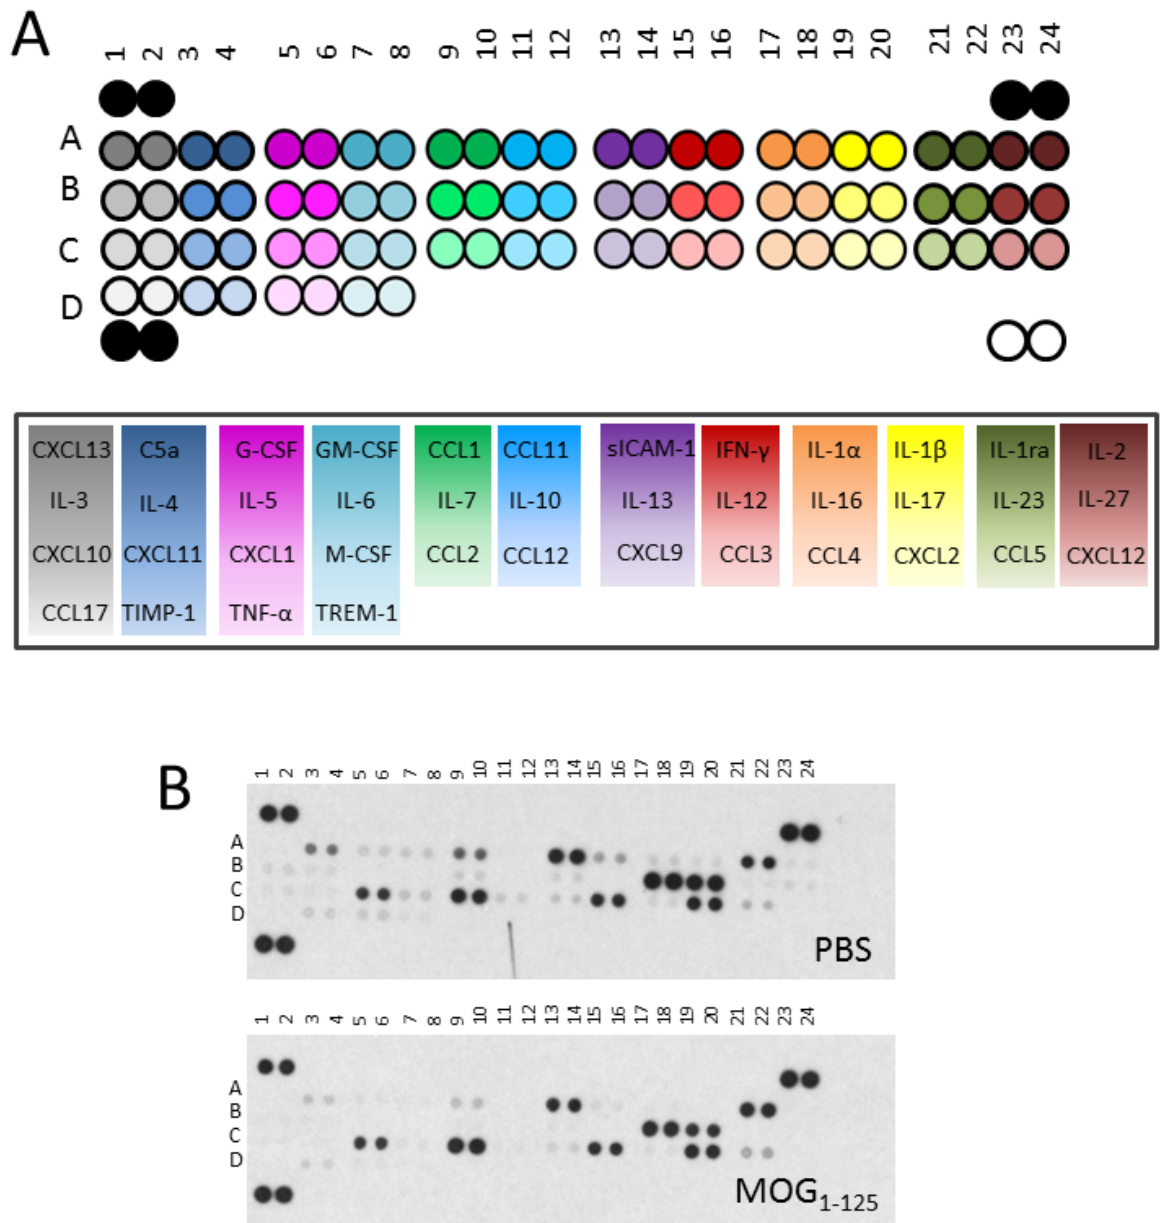 A
1 2 3 4 5 6 7 8 9 10 11 12 13 14 15 16 17 18 19 20 21 22 23 24
A
B
C
D
CXCL13 C5a G-CSF GM-CSF CCL1 CCL11 sICAM-1 IFN-γ IL-1α IL-1β IL-1ra IL-2
IL-3 IL-4 IL-5 IL-6 IL-7 IL-10 IL-13 IL-12 IL-16 IL-17 IL-23 IL-27
CXCL10 CXCL11 CXCL1 M-CSF CCL2 CCL12 CXCL9 CCL3 CCL4 CXCL2 CCL5 CXCL12
CCL17 TIMP-1 TNF-α TREM-1
B
1 2 3 4 5 6 7 8 9 10 11 12 13 14 15 16 17 18 19 20 21 22 23 24
A
B
C
D
PBS
1 2 3 4 5 6 7 8 9 10 11 12 13 14 15 16 17 18 19 20 21 22 23 24
A
B
C
D
MOG1-125